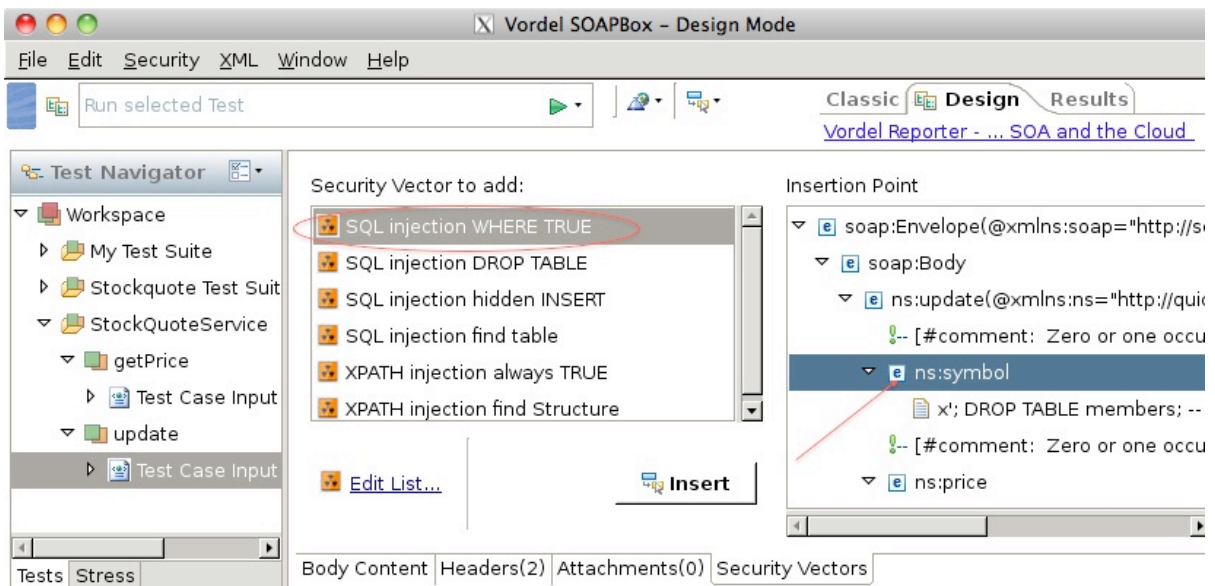 X Vordel SOAPBox – Design Mode
File Edit Security XML Window Help
Run selected Test
Classic Design Results
Vordel Reporter - ... SOA and the Cloud
Test Navigator
Workspace
My Test Suite
Stockquote Test Suit
StockQuoteService
getPrice
Test Case Input
update
Test Case Input
Tests Stress
Security Vector to add:
SQL injection WHERE TRUE
SQL injection DROP TABLE
SQL injection hidden INSERT
SQL injection find table
XPATH injection always TRUE
XPATH injection find Structure
Edit List...
Insert
Insertion Point
e soap:Envelope(@xmlns:soap="http://s
e soap:Body
e ns:update(@xmlns:ns="http://qui
!-- [#comment: Zero or one occu
e ns:symbol
x'; DROP TABLE members; --
!-- [#comment: Zero or one occu
e ns:price
Body Content Headers(2) Attachments(0) Security Vectors